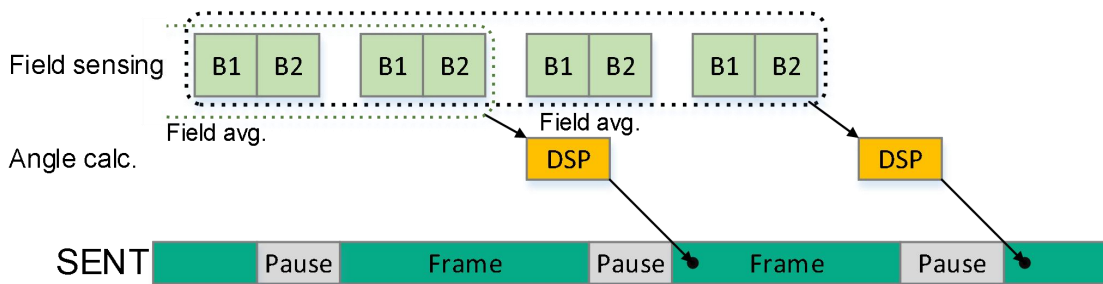 Field sensing
B1 B2 B1 B2 B1 B2 B1 B2
Field avg. Field avg.
Angle calc. DSP DSP
SENT Pause Frame Pause Frame Pause